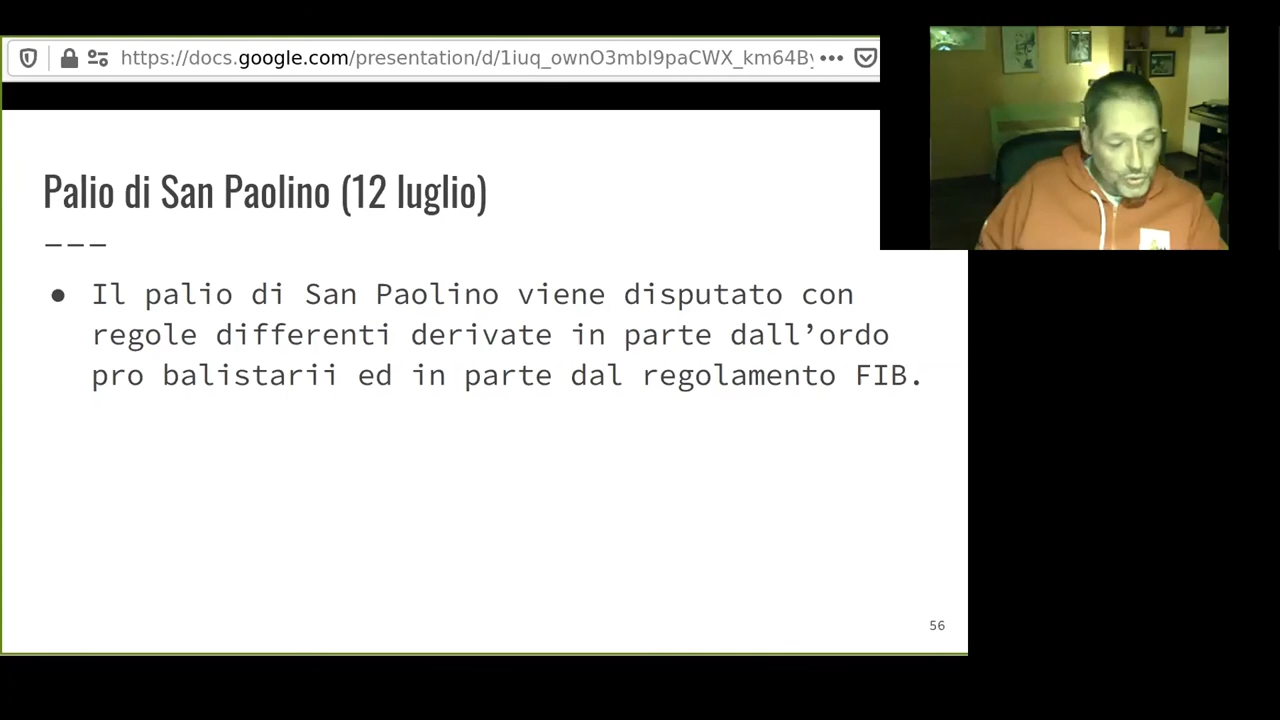 https://docs.google.com/presentation/d/1iuq_ownO3mbI9paCWX_km64By
Palio di San Paolino (12 luglio)
● Il palio di San Paolino viene disputato con
regole differenti derivate in parte dall’ordo
pro balistarii ed in parte dal regolamento FIB.
56